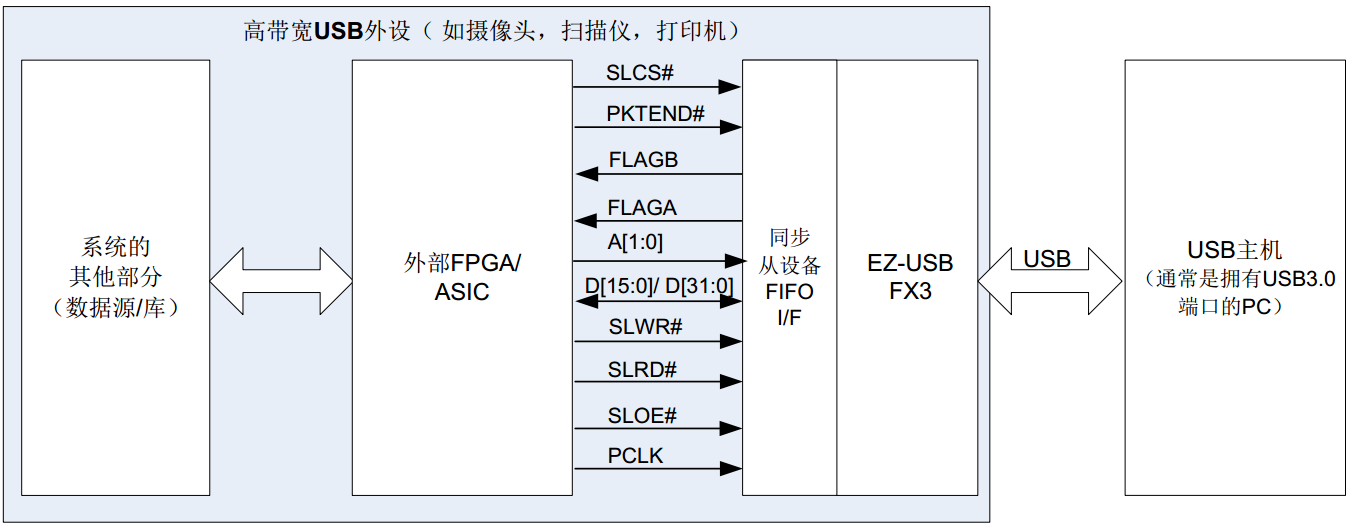 高带宽USB外设（ 如摄像头，扫描仪，打印机）
系统的
其他部分
（数据源/库）
外部FPGA/
ASIC
SLCS#
PKTEND#
FLAGB
FLAGA
A[1:0]
D[15:0]/ D[31:0]
SLWR#
SLRD#
SLOE#
PCLK
同步
从设备
FIFO
I/F
EZ-USB
FX3
USB
USB主机
（通常是拥有USB3.0
端口的PC）